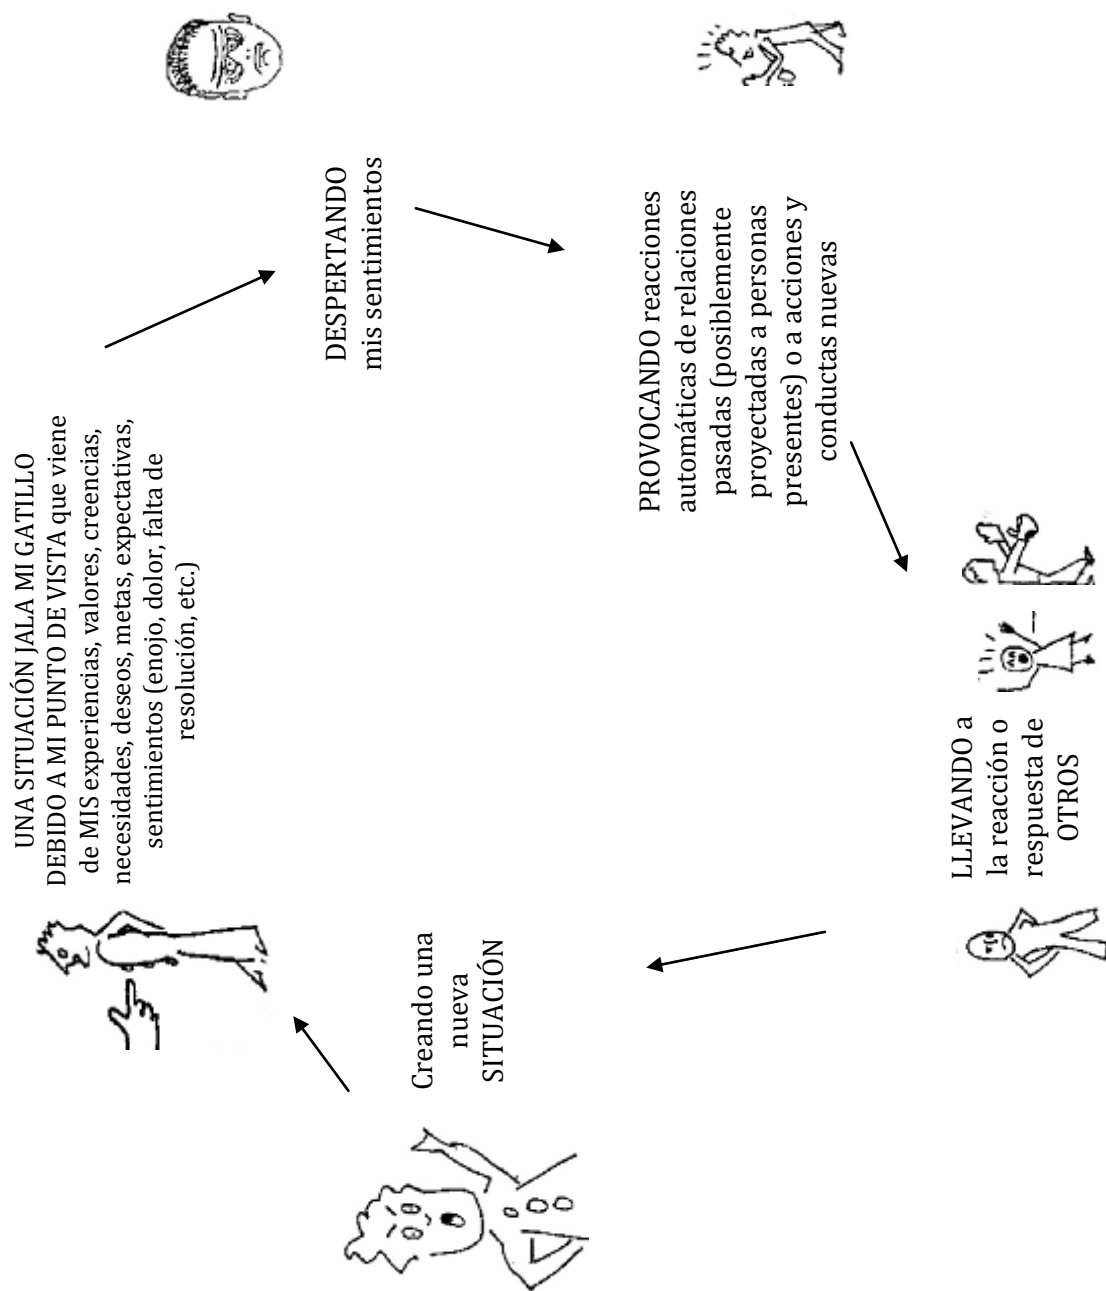 UNA SITUACIÓN JALA MI GATILLO
DEBIDO A MI PUNTO DE VISTA que viene
de MIS experiencias, valores, creencias,
necesidades, deseos, metas, expectativas,
sentimientos (enojo, dolor, falta de
resolución, etc.)
DESPERTANDO
mis sentimientos
PROVOCANDO reacciones
automáticas de relaciones
pasadas (posiblemente
proyectadas a personas
presentes) o a acciones y
conductas nuevas
LLEVANDO a
la reacción o
respuesta de
OTROS
Creando una
nueva
SITUACIÓN